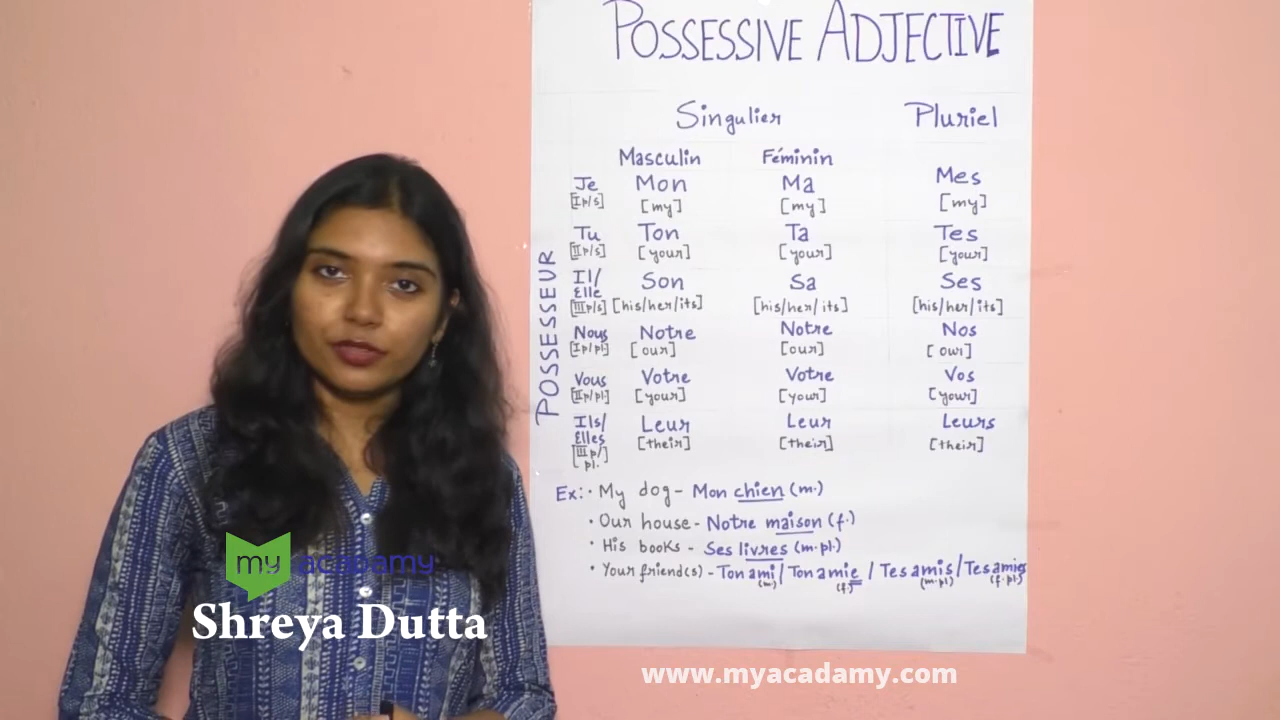 POSSESSIVE ADJECTIVE
Singulier Pluriel
Masculin Féminin
POSSESSEUR
Je Mon Ma Mes
[I p/s] [my] [my] [my]
Tu Ton Ta Tes
[II p/s] [your] [your] [your]
Il/ Elle Son Sa Ses
[III p/s] [his/her/its] [his/her/its] [his/her/its]
Nous Notre Notre Nos
[I p/pl.] [our] [our] [our]
Vous Votre Votre Vos
[II p/pl.] [your] [your] [your]
Ils/ Elles Leur Leur Leurs
[III p/ pl.] [their] [their] [their]
Ex:· My dog - Mon chien (m.)
· Our house - Notre maison (f.)
· His books - Ses livres (m.pl.)
· Your friend(s) - Ton ami / Ton amie / Tes amis / Tes amies
(m) (f.) (m.pl) (f.pl.)
my acadamy
Shreya Dutta
www.myacadamy.com